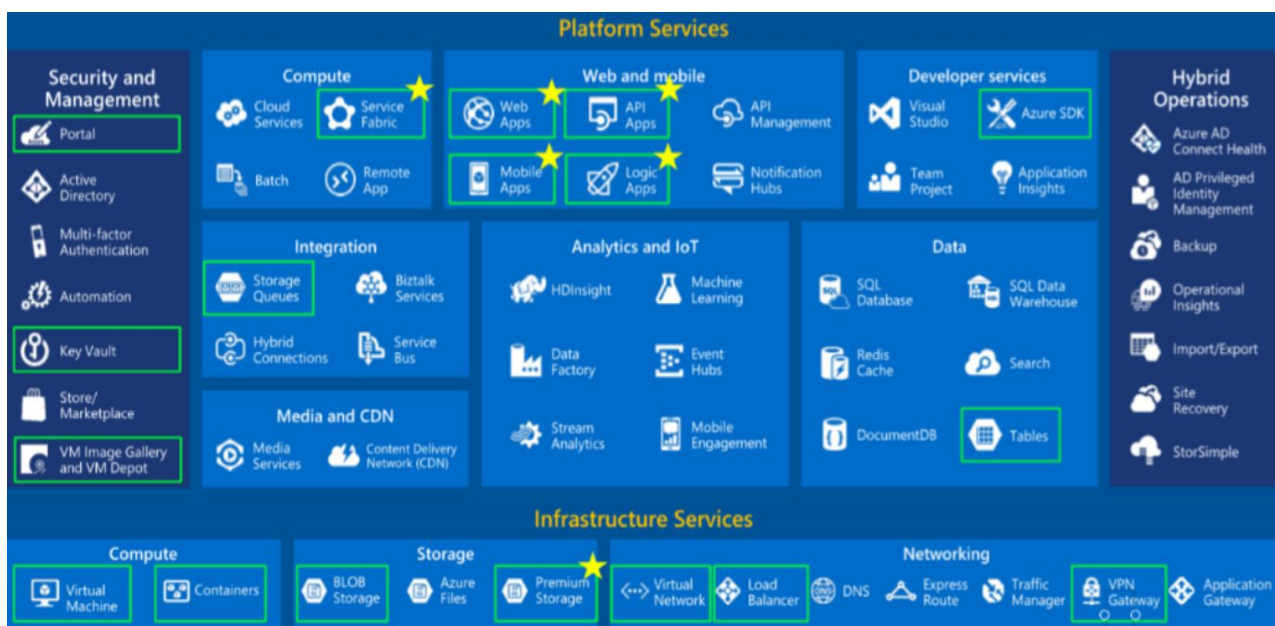 Platform Services
Security and
Management
Portal
Active
Directory
Multi-factor
Authentication
Automation
Key Vault
Store/
Marketplace
VM Image Gallery
and VM Depot
Compute
Cloud
Services
Service
Fabric
Batch
Remote
App
Web and mobile
Web
Apps
API
Apps
API
Management
Mobile
Apps
Logic
Apps
Notification
Hubs
Developer services
Visual
Studio
Azure SDK
Team
Project
Application
Insights
Integration
Storage
Queues
Biztalk
Services
Hybrid
Connections
Service
Bus
Media and CDN
Media
Services
Content Delivery
Network (CDN)
Analytics and IoT
HDInsight
Machine
Learning
Data
Factory
Event
Hubs
Stream
Analytics
Mobile
Engagement
Data
SQL
SQL
Database
SQL Data
Warehouse
Redis
Cache
Search
DocumentDB
Tables
Hybrid
Operations
Azure AD
Connect Health
AD Privileged
Identity
Management
Backup
Operational
Insights
Import/Export
Site
Recovery
StorSimple
Infrastructure Services
Compute
Virtual
Machine
Containers
Storage
BLOB
Storage
Azure
Files
Premium
Storage
Networking
Virtual
Network
Load
Balancer
DNS
DNS
Express
Route
Traffic
Manager
VPN
Gateway
Application
Gateway